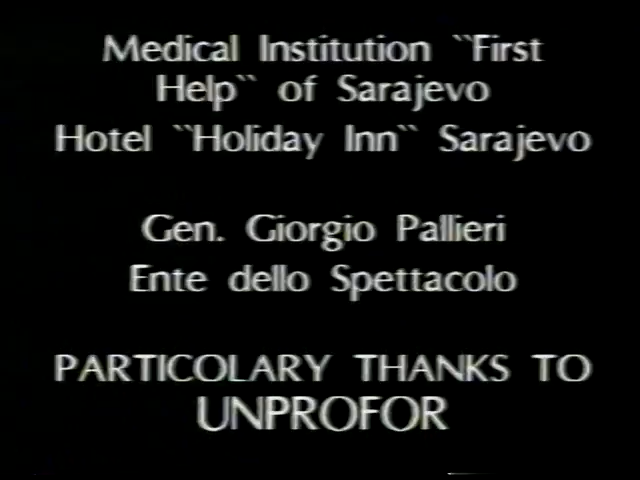 Medical Institution ``First
Help`` of Sarajevo
Hotel ``Holiday Inn`` Sarajevo
Gen. Giorgio Pallieri
Ente dello Spettacolo
PARTICOLARY THANKS TO
UNPROFOR